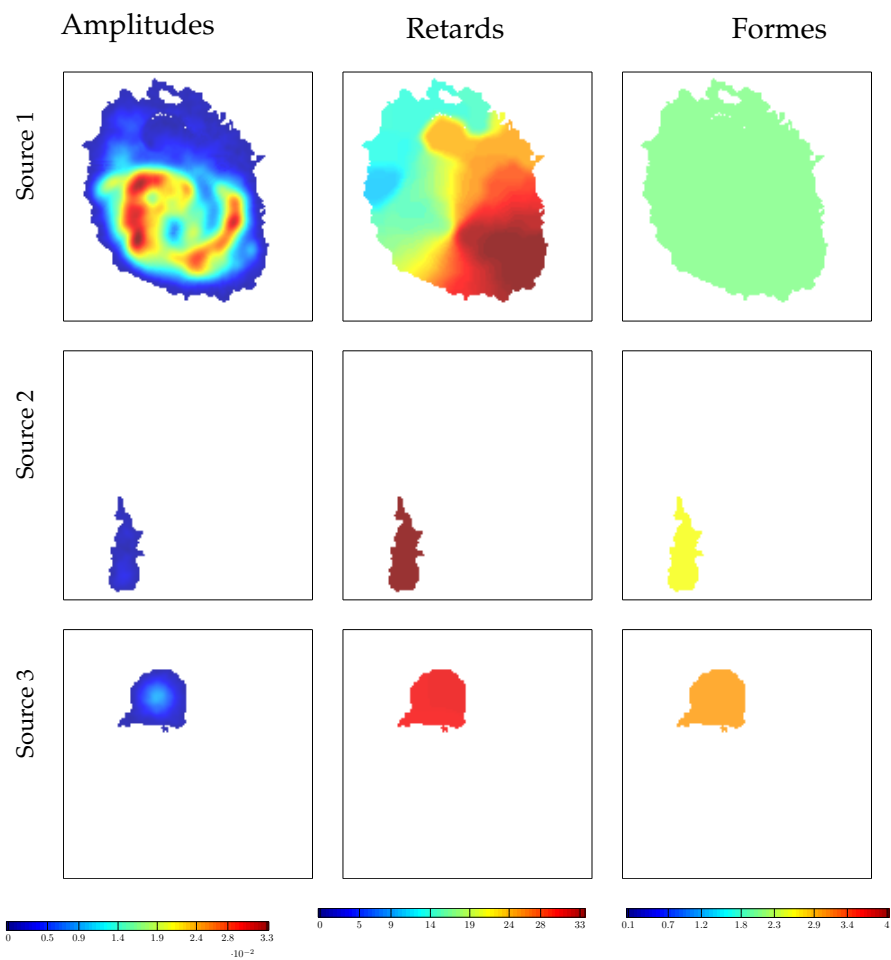 Amplitudes Retards Formes
Source 1
Source 2
Source 3
0 0.5 0.9 1.4 1.9 2.4 2.8 3.3
·10⁻²
0 5 9 14 19 24 28 33
0.1 0.7 1.2 1.8 2.3 2.9 3.4 4